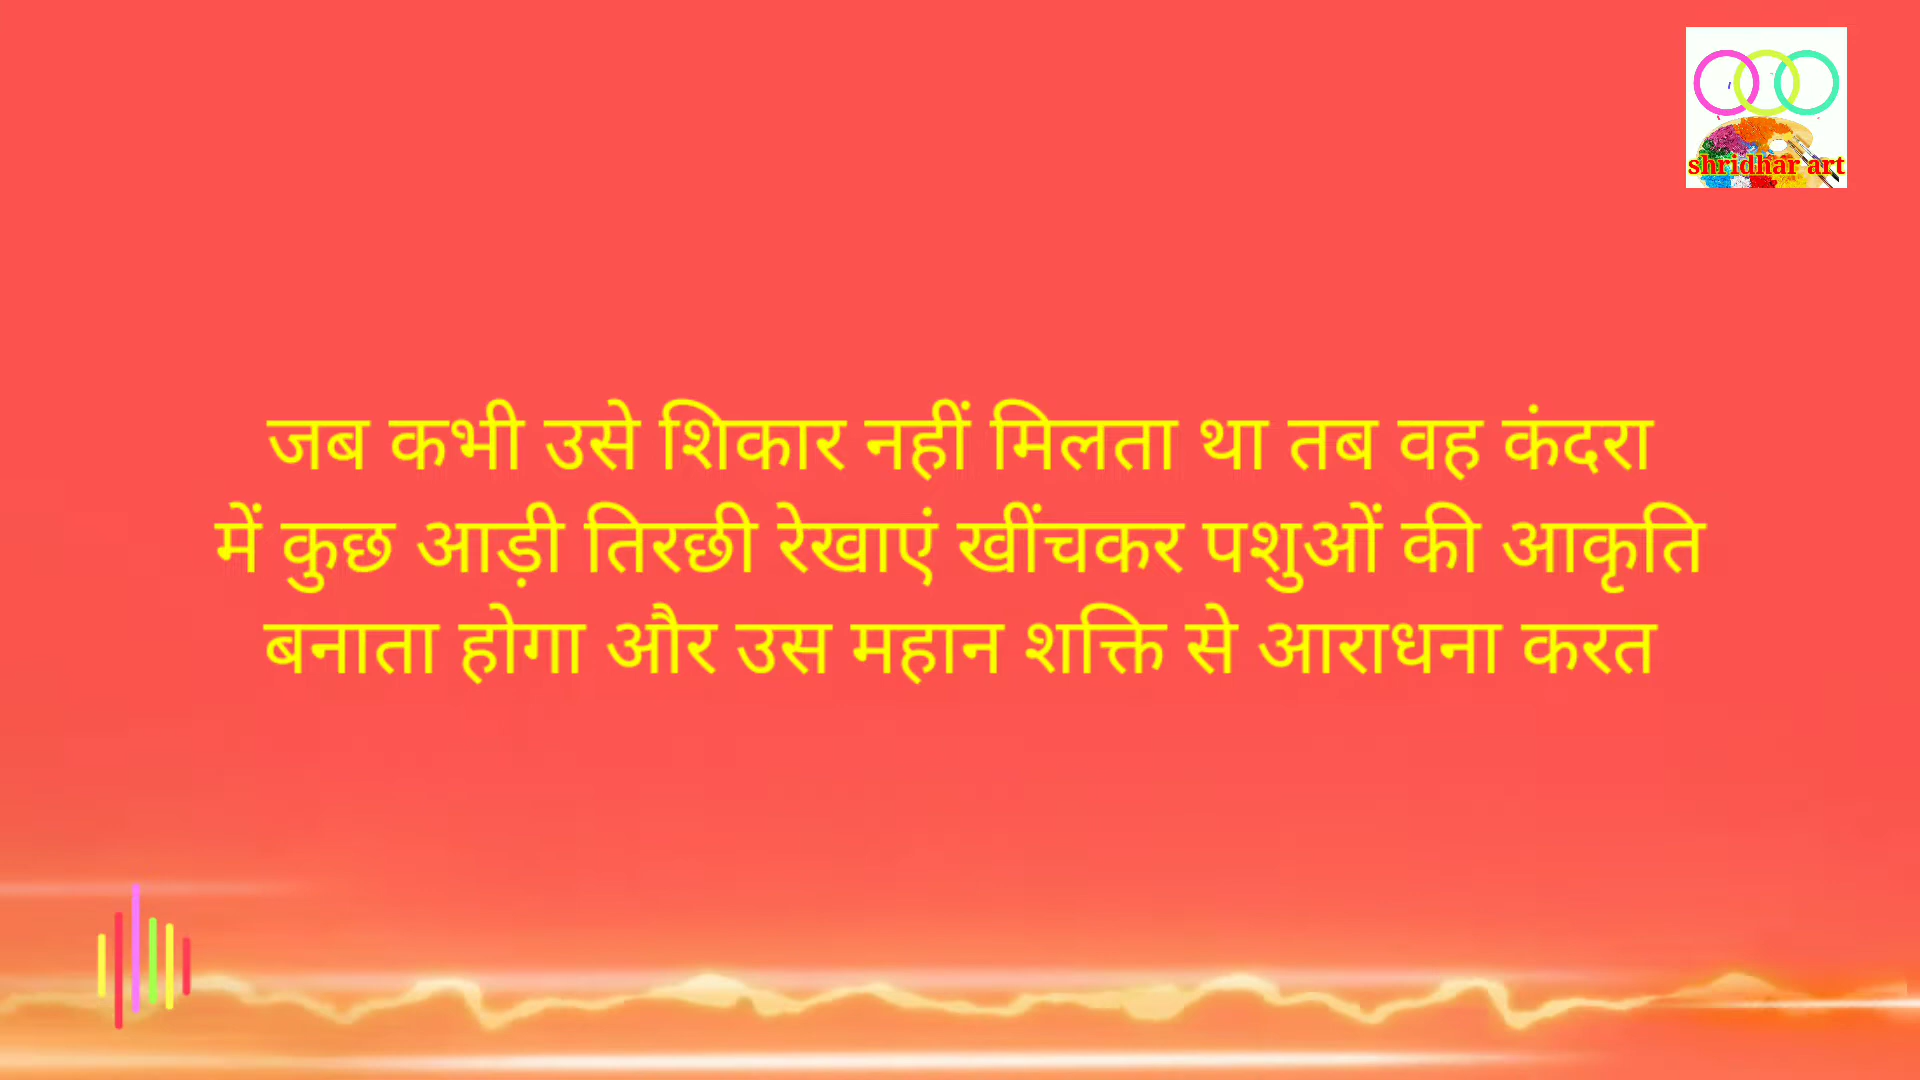 shridhar art
जब कभी उसे शिकार नहीं मिलता था तब वह कंदरा
में कुछ आड़ी तिरछी रेखाएं खींचकर पशुओं की आकृति
बनाता होगा और उस महान शक्ति से आराधना करत